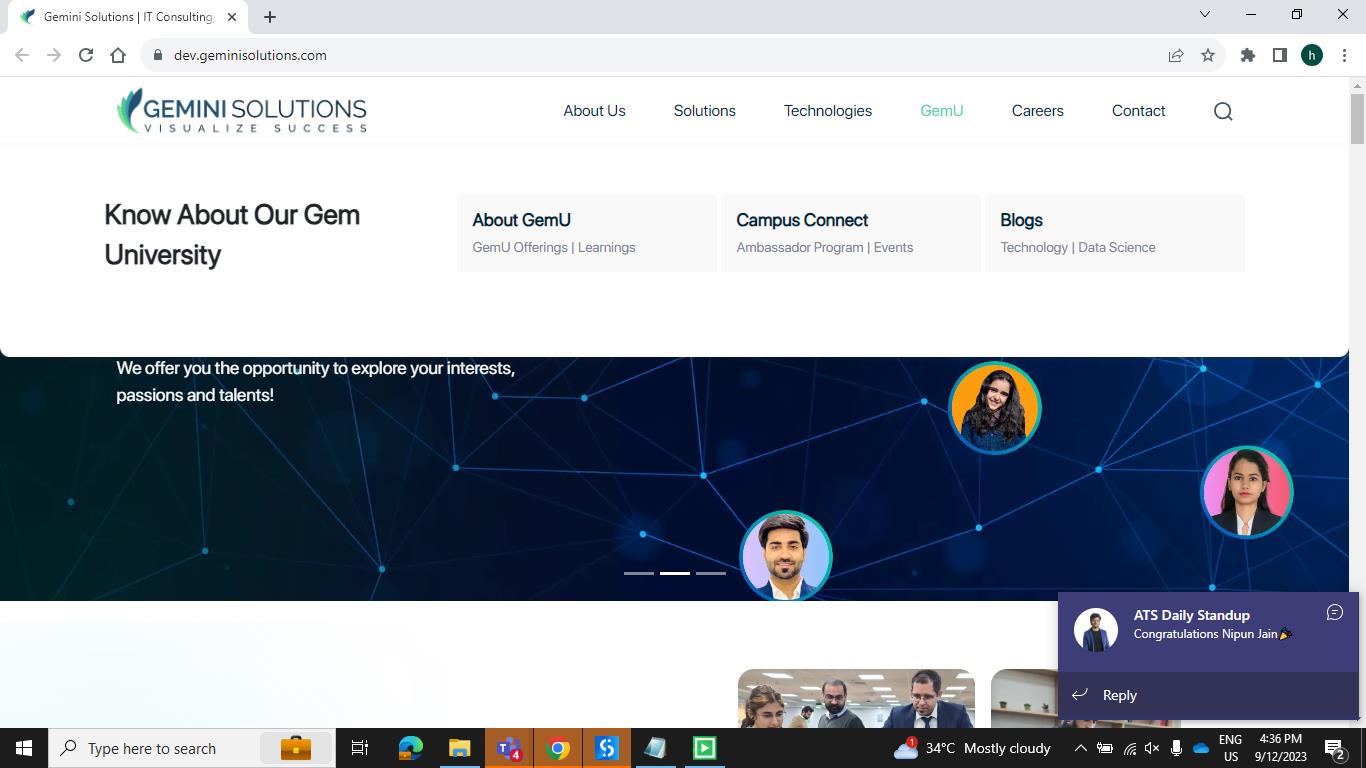 Gemini Solutions | IT Consulting,
dev.geminisolutions.com
h
GEMINI SOLUTIONS
VISUALIZE SUCCESS
About Us
Solutions
Technologies
GemU
Careers
Contact
Know About Our Gem
University
About GemU
GemU Offerings | Learnings
Campus Connect
Ambassador Program | Events
Blogs
Technology | Data Science
We offer you the opportunity to explore your interests,
passions and talents!
ATS Daily Standup
Congratulations Nipun Jain🎉
Reply
Type here to search
4
1
34°C Mostly cloudy
ENG
US
4:36 PM
9/12/2023
2